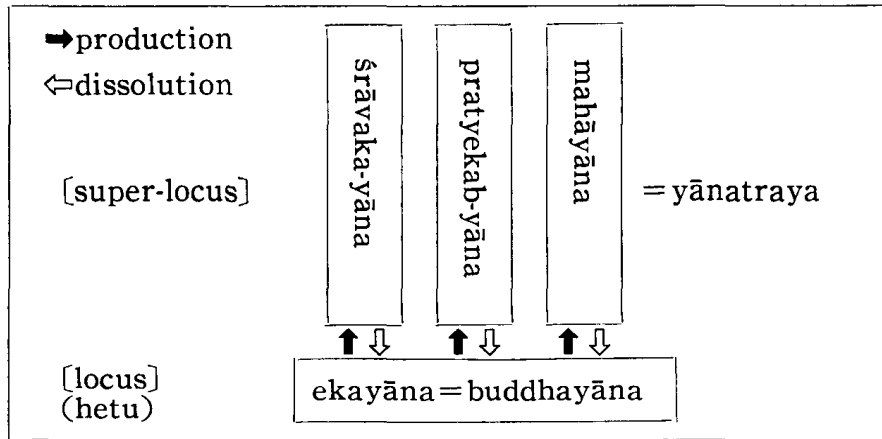 ➡production
⇦dissolution
śrāvaka-yāna
pratyekab-yāna
mahāyāna
[super-locus]
=yānatraya
[locus]
(hetu)
ekayāna=buddhayāna